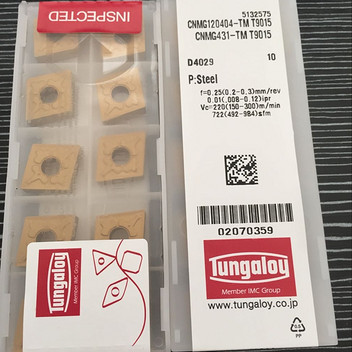 INSPECTED
Tungaloy
Member IMC Group
5132575
CNMG120404-TM T9015
CNMG431-TM T9015
D4029 10
P:Steel
f=0.25(0.2-0.3)mm/rev
0.01(.008-0.12)ipr
Vc=220(150-300)m/min
722(492-984)sfm
02070359
Tungaloy
Member IMC Group
www.tungaloy.co.jp
PP